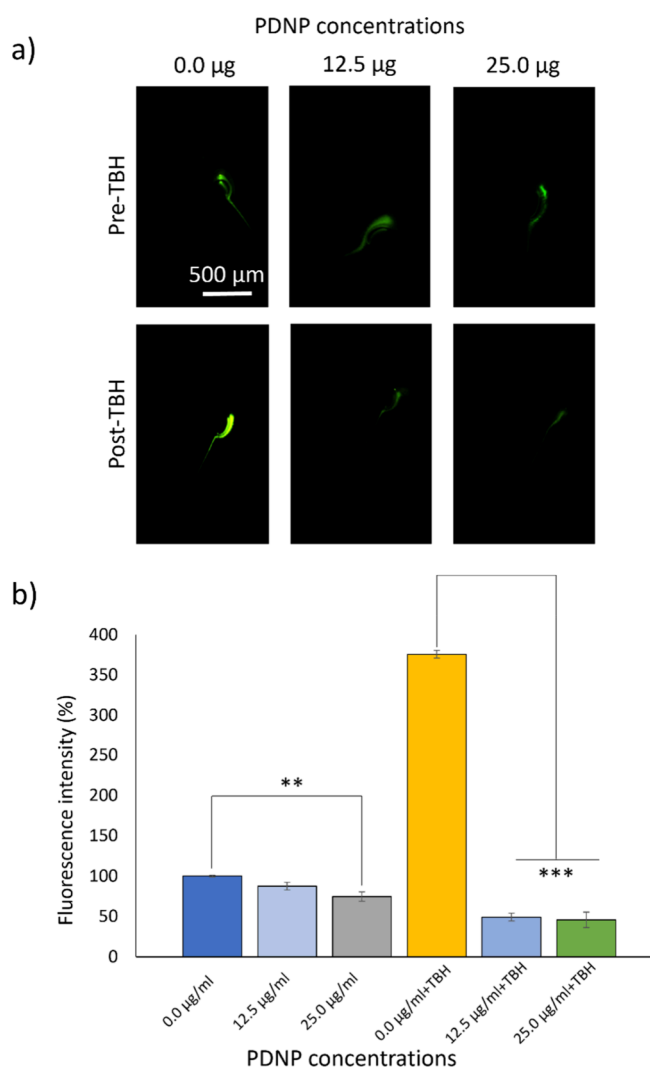 PDNP concentrations
a)
0.0 µg
12.5 µg
25.0 µg
Pre-TBH
500 µm
Post-TBH
b)
Fluorescence intensity (%)
400
350
300
250
200
150
100
50
0
**
***
0.0 µg/ml
12.5 µg/ml
25.0 µg/ml
0.0 µg/ml+TBH
12.5 µg/ml+TBH
25.0 µg/ml+TBH
PDNP concentrations